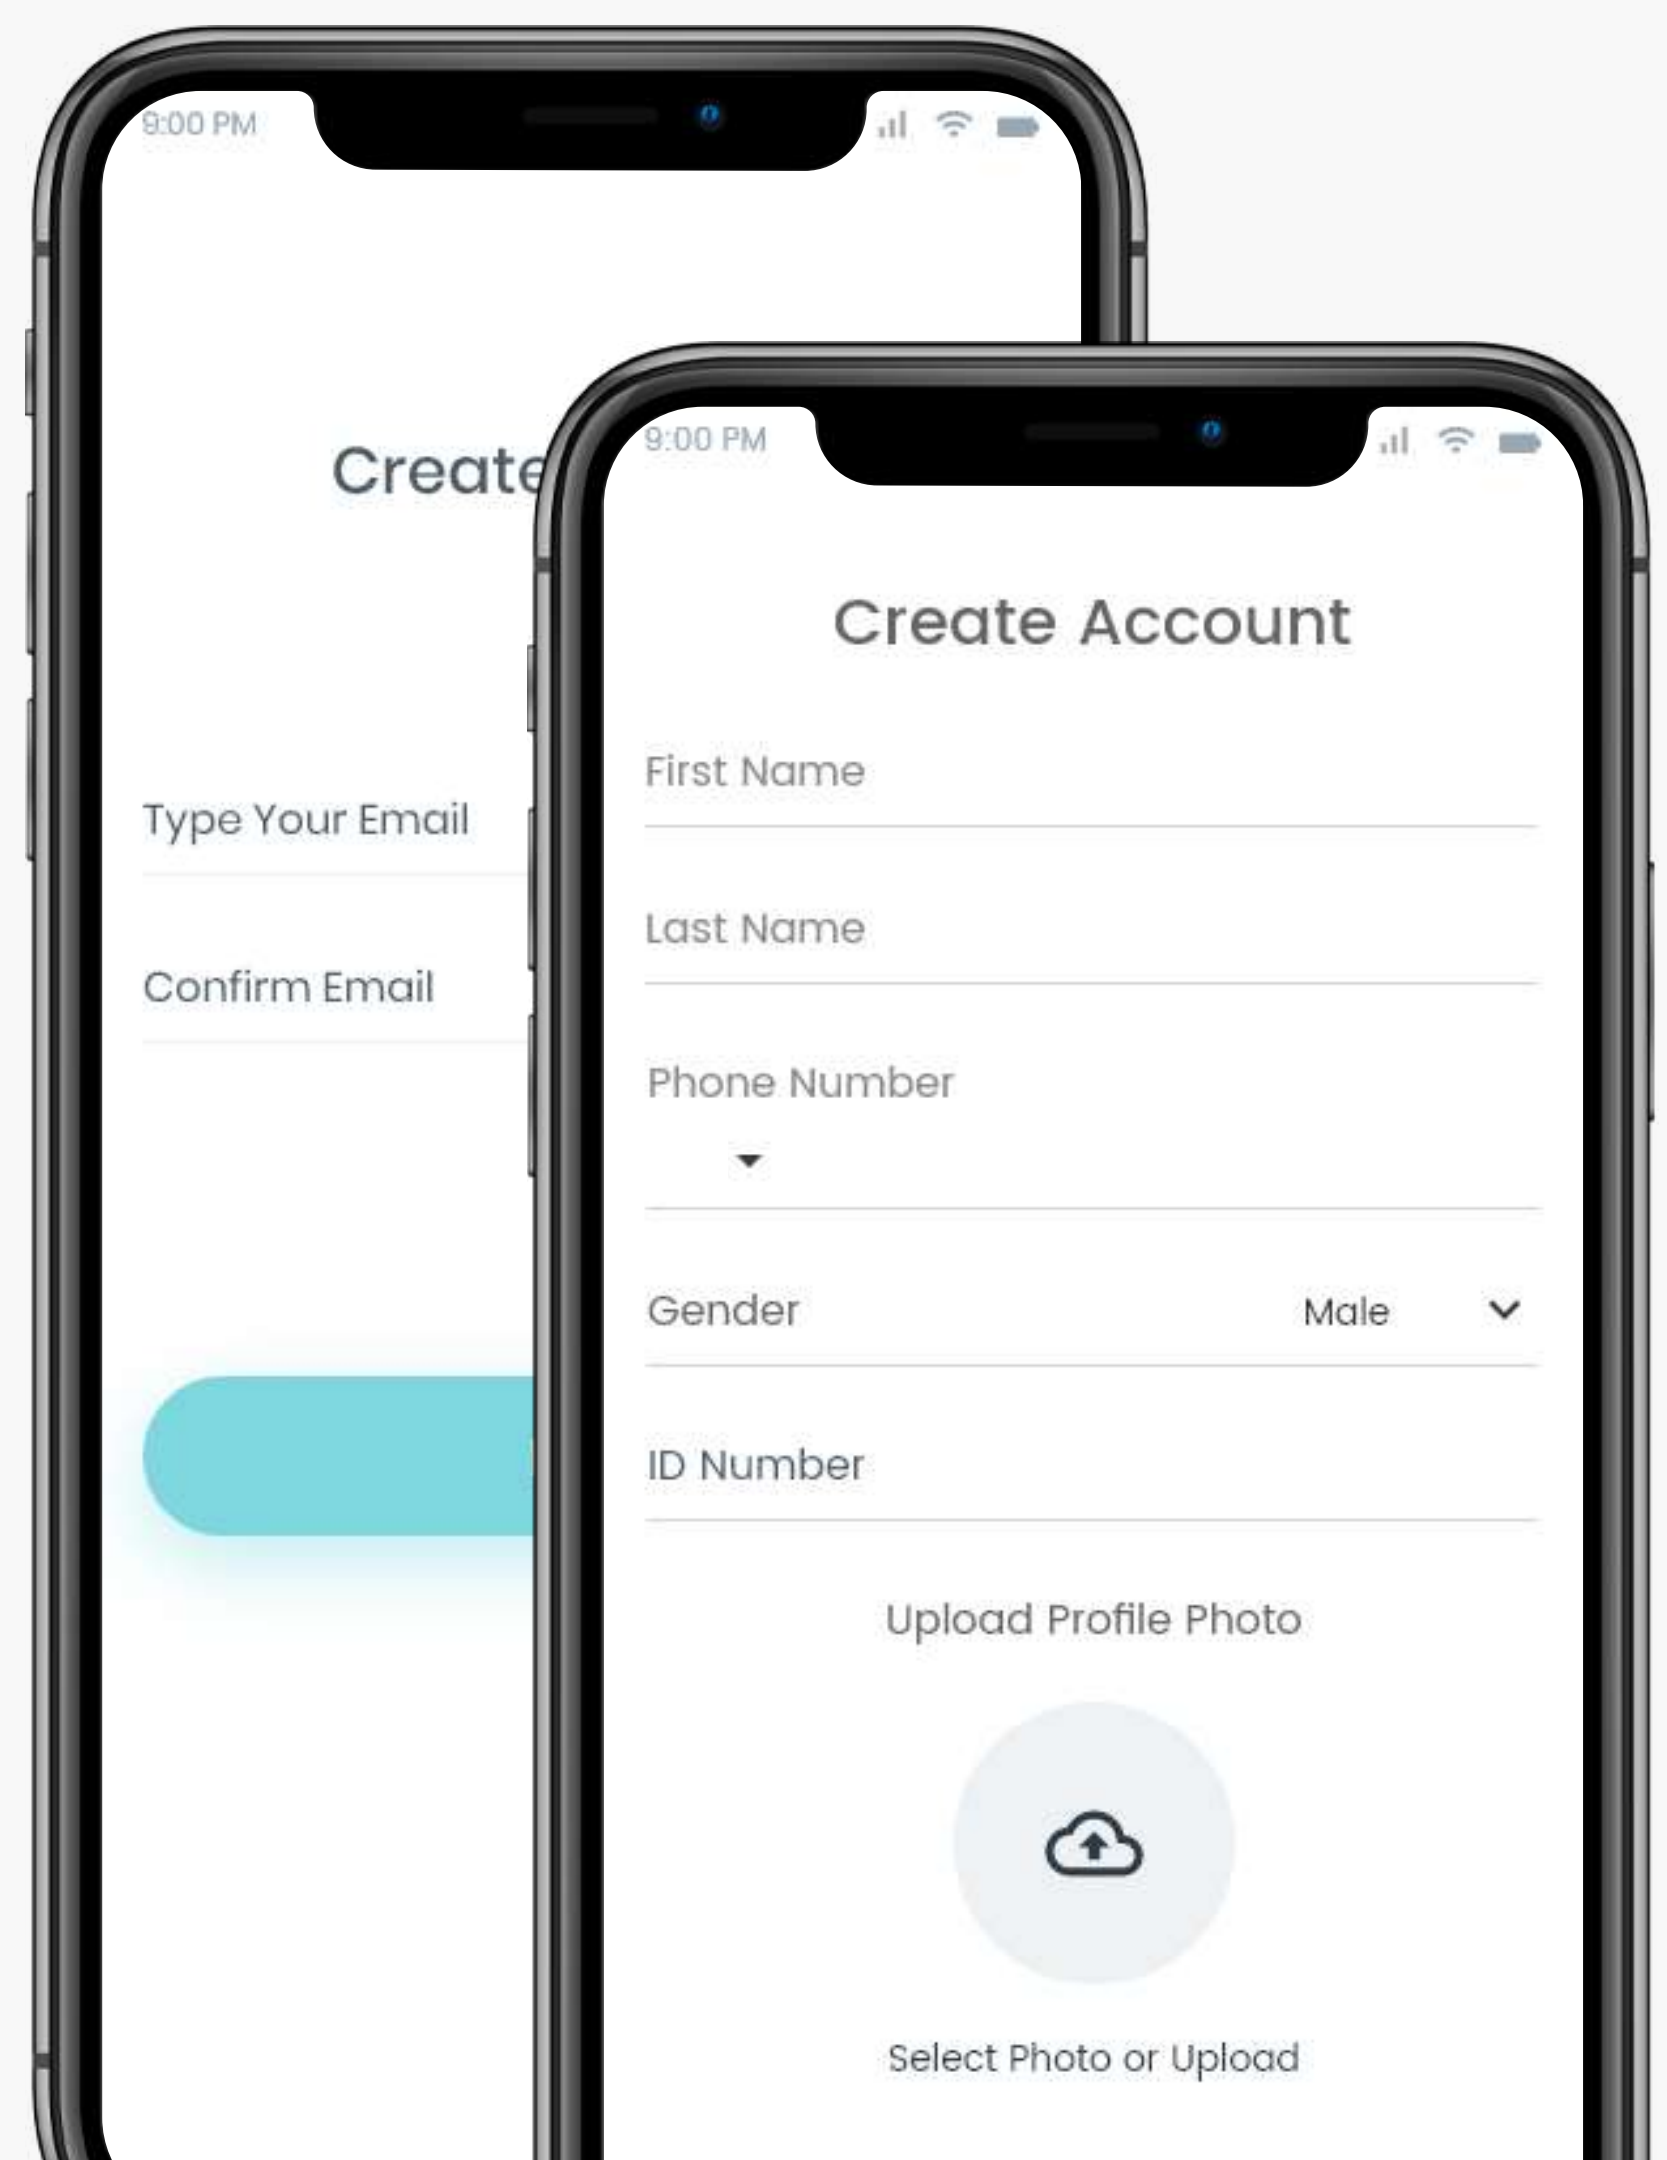 9:00 PM
Create
Type Your Email
Confirm Email
9:00 PM
Create Account
First Name
Last Name
Phone Number
Gender Male
ID Number
Upload Profile Photo
Select Photo or Upload